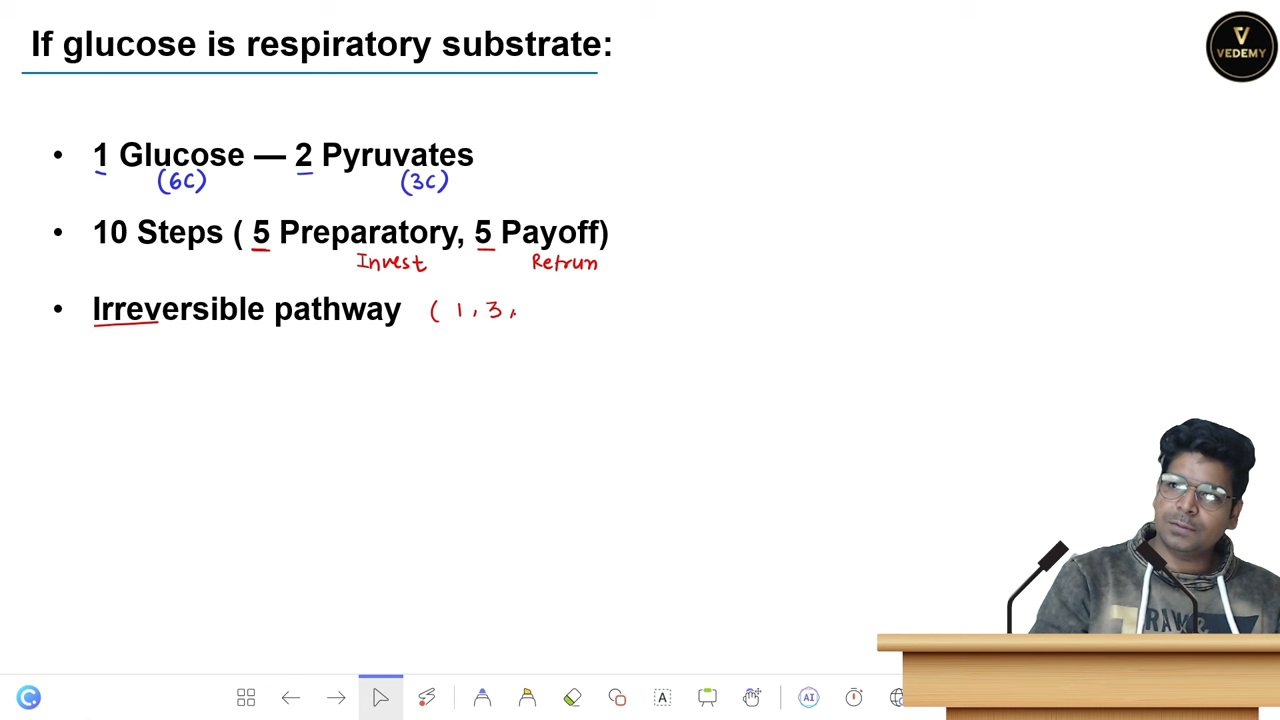 If glucose is respiratory substrate:
VEDEMY
• 1 Glucose — 2 Pyruvates
(6C) (3C)
• 10 Steps ( 5 Preparatory, 5 Payoff)
Invest Retrun
• Irreversible pathway ( 1, 3,
A
AI